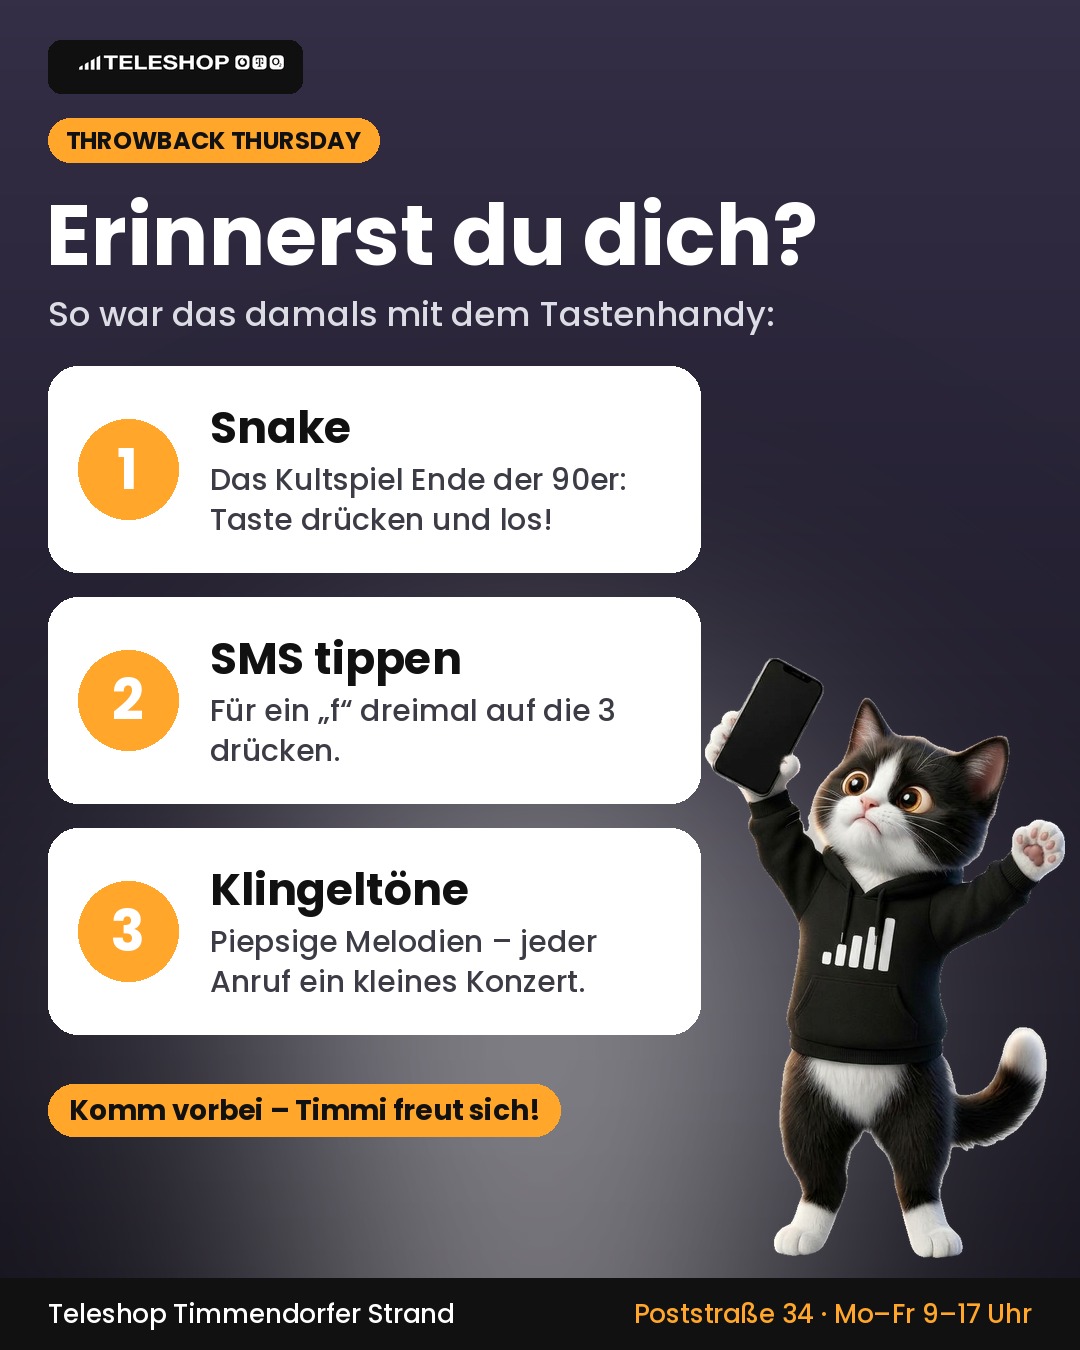 TELESHOP
THROWBACK THURSDAY
Erinnerst du dich?
So war das damals mit dem Tastenhandy:
1
Snake
Das Kultspiel Ende der 90er:
Taste drücken und los!
2
SMS tippen
Für ein „f“ dreimal auf die 3
drücken.
3
Klingeltöne
Piepsige Melodien – jeder
Anruf ein kleines Konzert.
Komm vorbei – Timmi freut sich!
Teleshop Timmendorfer Strand
Poststraße 34 · Mo–Fr 9–17 Uhr